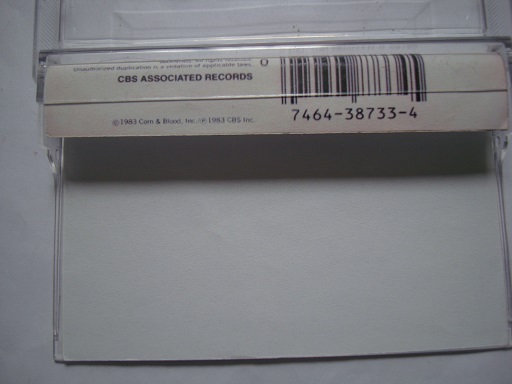 Unauthorized duplication is a violation of applicable laws.
CBS ASSOCIATED RECORDS
0
7464-38733-4
©1983 Corn & Blood, Inc./℗1983 CBS Inc.